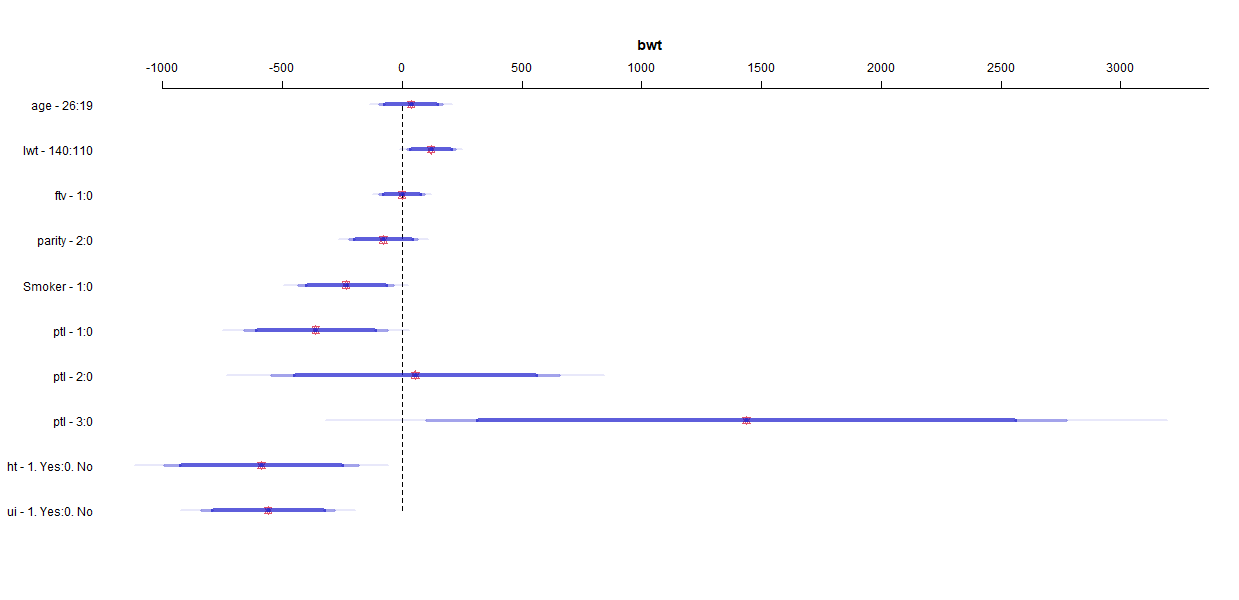 bwt
-1000 -500 0 500 1000 1500 2000 2500 3000
age - 26:19
lwt - 140:110
ftv - 1:0
parity - 2:0
Smoker - 1:0
ptl - 1:0
ptl - 2:0
ptl - 3:0
ht - 1. Yes:0. No
ui - 1. Yes:0. No